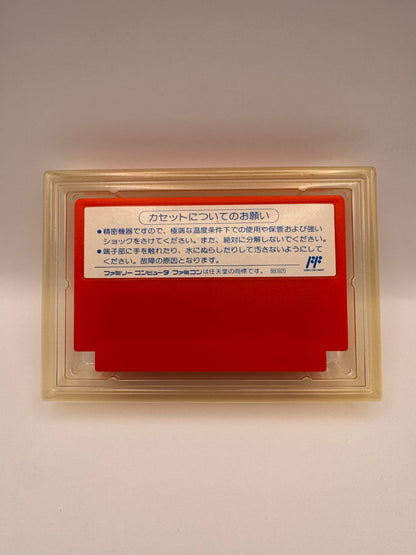 カセットについてのお願い
●精密機器ですので、極端な温度条件下での使用や保管および強い
ショックをさけてください。また、絶対に分解しないでください。
●端子部に手を触れたり、水にぬらしたりして汚さないようにして
ください。故障の原因となります。
ファミリー コンピュータ ファミコンは任天堂の商標です。